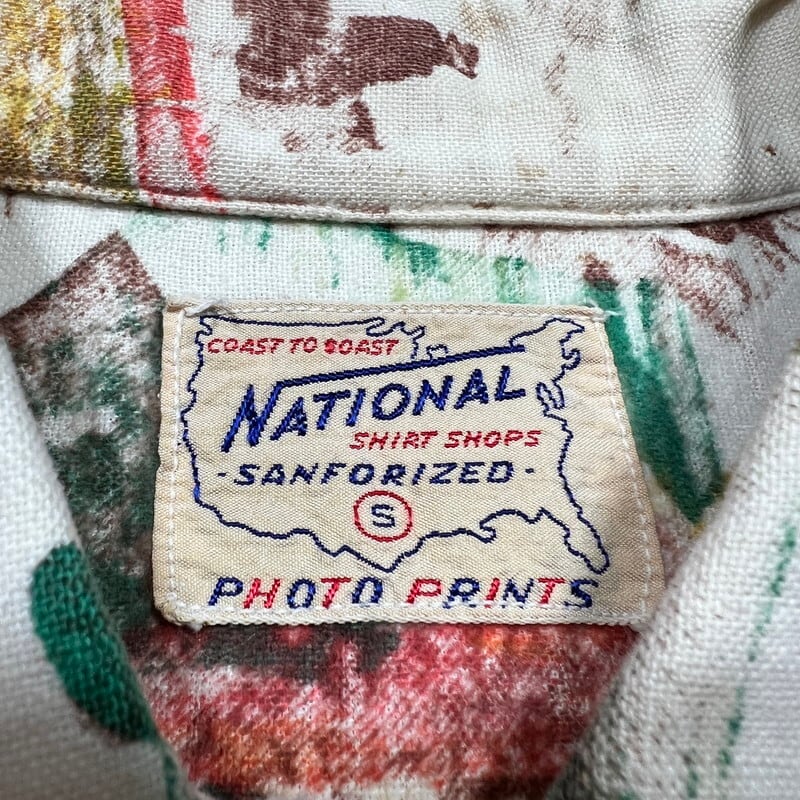 COAST TO COAST
NATIONAL
SHIRT SHOPS
-SANFORIZED-
S
PHOTO PRINTS